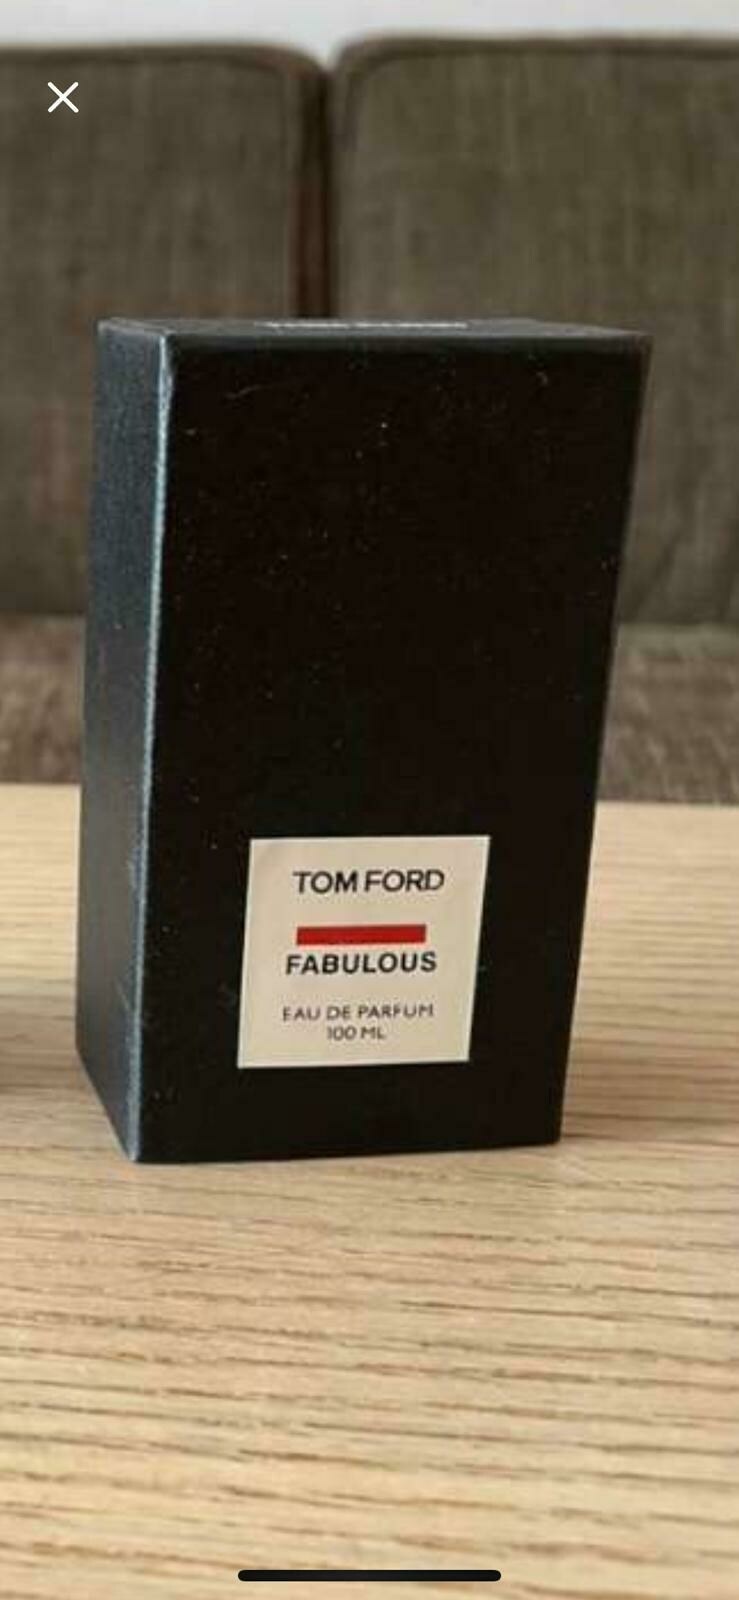 TOM FORD
FABULOUS
EAU DE PARFUM
100 ML